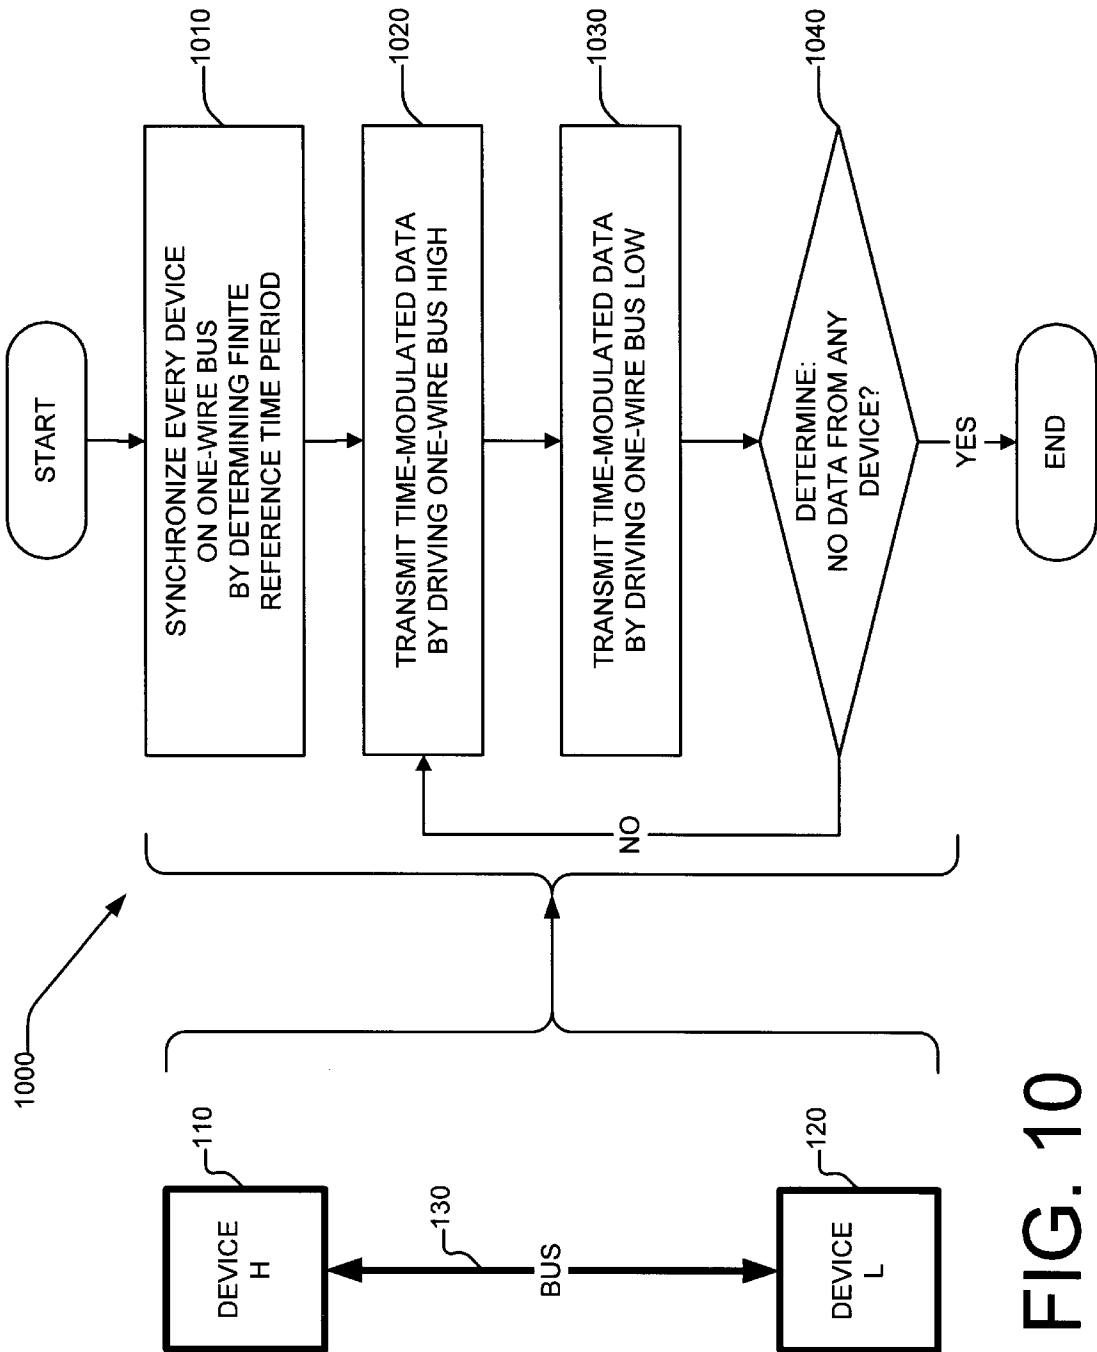 1000
START
SYNCHRONIZE EVERY DEVICE
ON ONE-WIRE BUS
BY DETERMINING FINITE
REFERENCE TIME PERIOD
1010
TRANSMIT TIME-MODULATED DATA
BY DRIVING ONE-WIRE BUS HIGH
1020
TRANSMIT TIME-MODULATED DATA
BY DRIVING ONE-WIRE BUS LOW
1030
DETERMINE:
NO DATA FROM ANY
DEVICE?
1040
NO
YES
END
DEVICE
H
110
BUS
130
DEVICE
L
120
FIG. 10